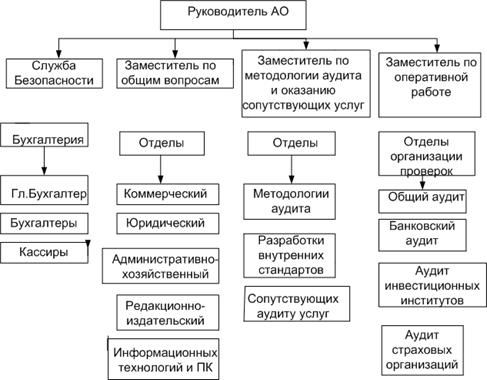 Руководитель АО
Служба
Безопасности
Заместитель по
общим вопросам
Заместитель по
методологии аудита
и оказанию
сопутствующих услуг
Заместитель по
оперативной
работе
Бухгалтерия
Гл.Бухгалтер
Бухгалтеры
Кассиры
Отделы
Коммерческий
Юридический
Административно-
хозяйственный
Редакционно-
издательский
Информационных
технологий и ПК
Отделы
Методологии
аудита
Разработки
внутренних
стандартов
Сопутствующих
аудиту услуг
Отделы
организации
проверок
Общий аудит
Банковский
аудит
Аудит
инвестиционных
институтов
Аудит
страховых
организаций